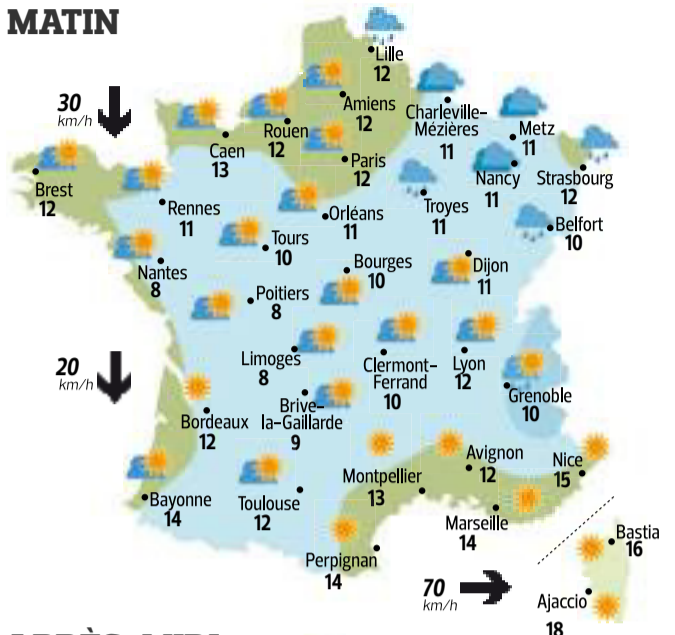 MATIN
Lille
12
30
km/h
Amiens
12
Charleville-
Mézières
11
Metz
11
Rouen
12
Caen
13
Paris
12
Nancy
11
Strasbourg
12
Brest
12
Rennes
11
Orléans
11
Troyes
11
Belfort
10
Tours
10
Nantes
8
Bourges
10
Dijon
11
Poitiers
8
20
km/h
Limoges
8
Clermont-
Ferrand
10
Lyon
12
Grenoble
10
Bordeaux
12
Brive-
la-Gaillarde
9
Avignon
12
Nice
15
Montpellier
13
Bayonne
14
Toulouse
12
Marseille
14
Perpignan
14
Bastia
16
70
km/h
Ajaccio
18